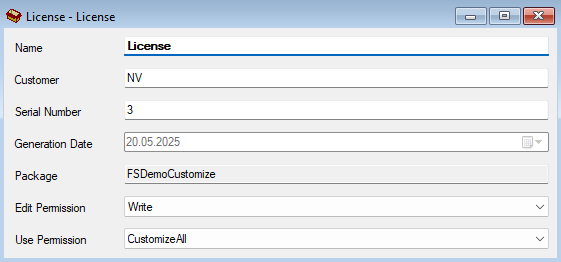 License - License
Name License
Customer NV
Serial Number 3
Generation Date 20.05.2025
Package FSDemoCustomize
Edit Permission Write
Use Permission CustomizeAll